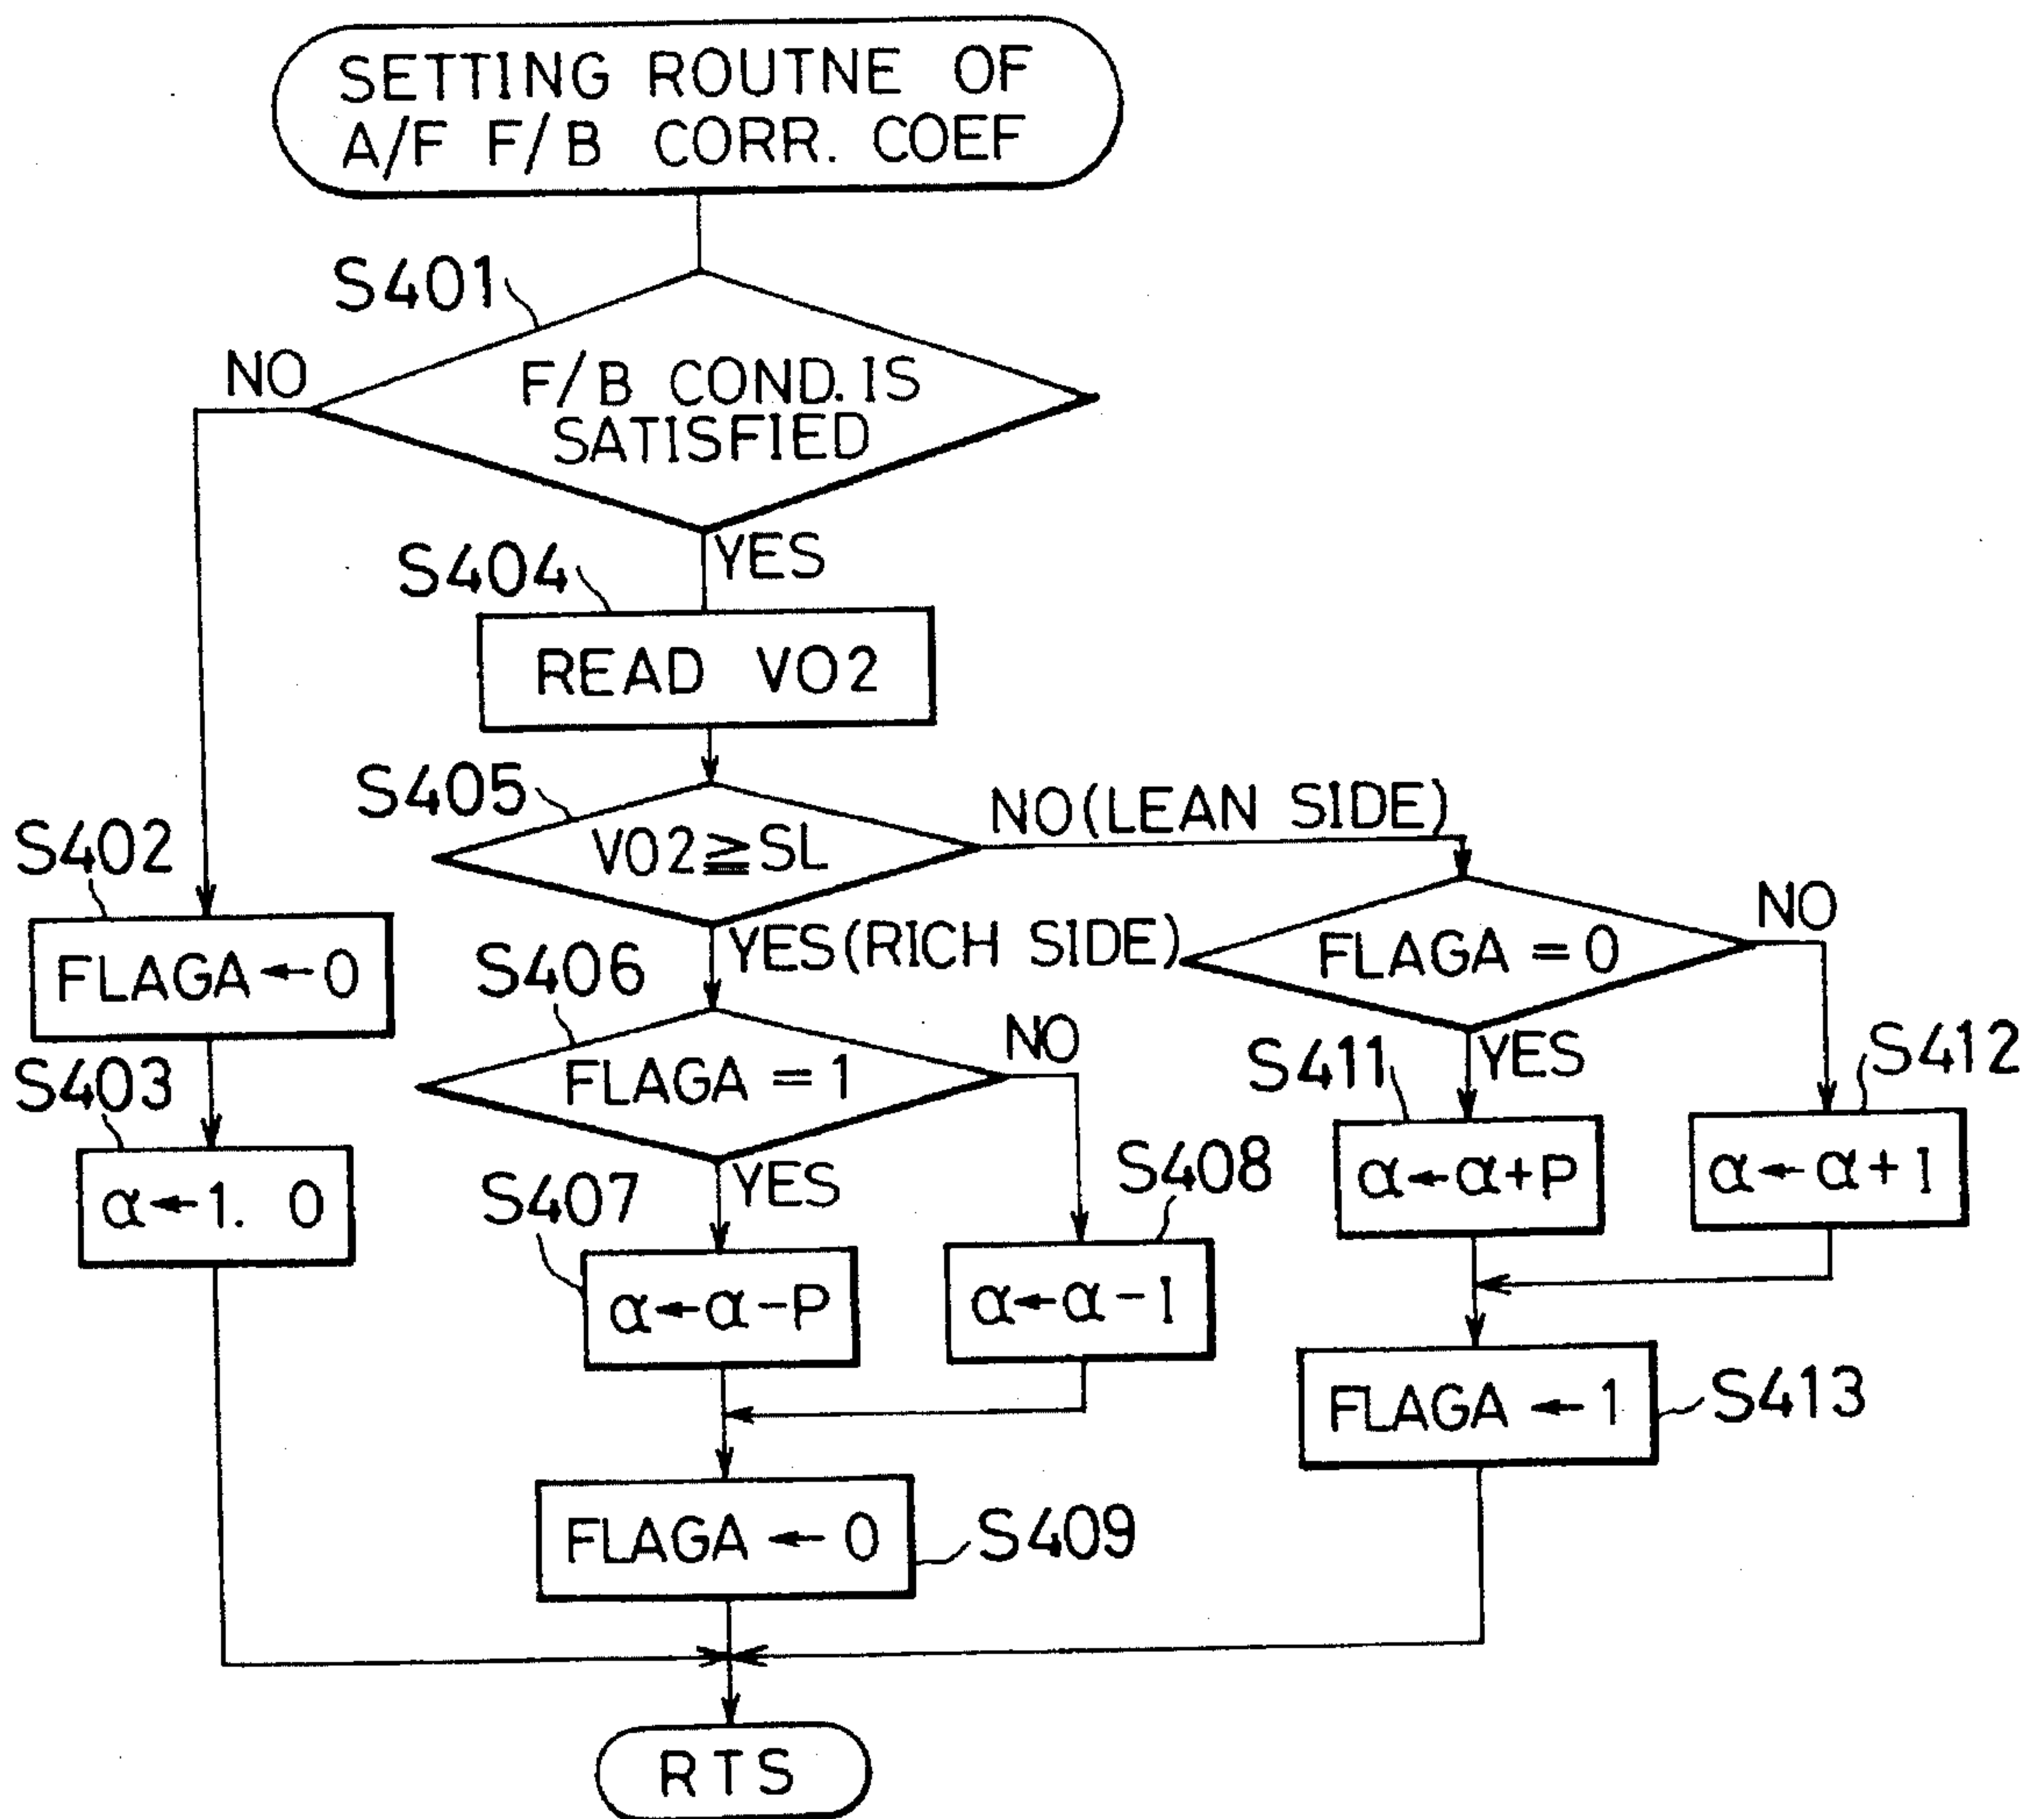 SETTING ROUTNE OF
A/F F/B CORR. COEF
S401
NO
F/B COND. IS
SATISFIED
YES
S404
READ VO2
S405
VO2≧SL
NO(LEAN SIDE)
YES(RICH SIDE)
S402
FLAGA←0
S403
α←1. 0
S406
FLAGA=1
NO
YES
S407
α←α-P
S408
α←α-I
FLAGA←0
S409
FLAGA=0
NO
YES
S411
α←α+P
S412
α←α+I
FLAGA←1
S413
RTS